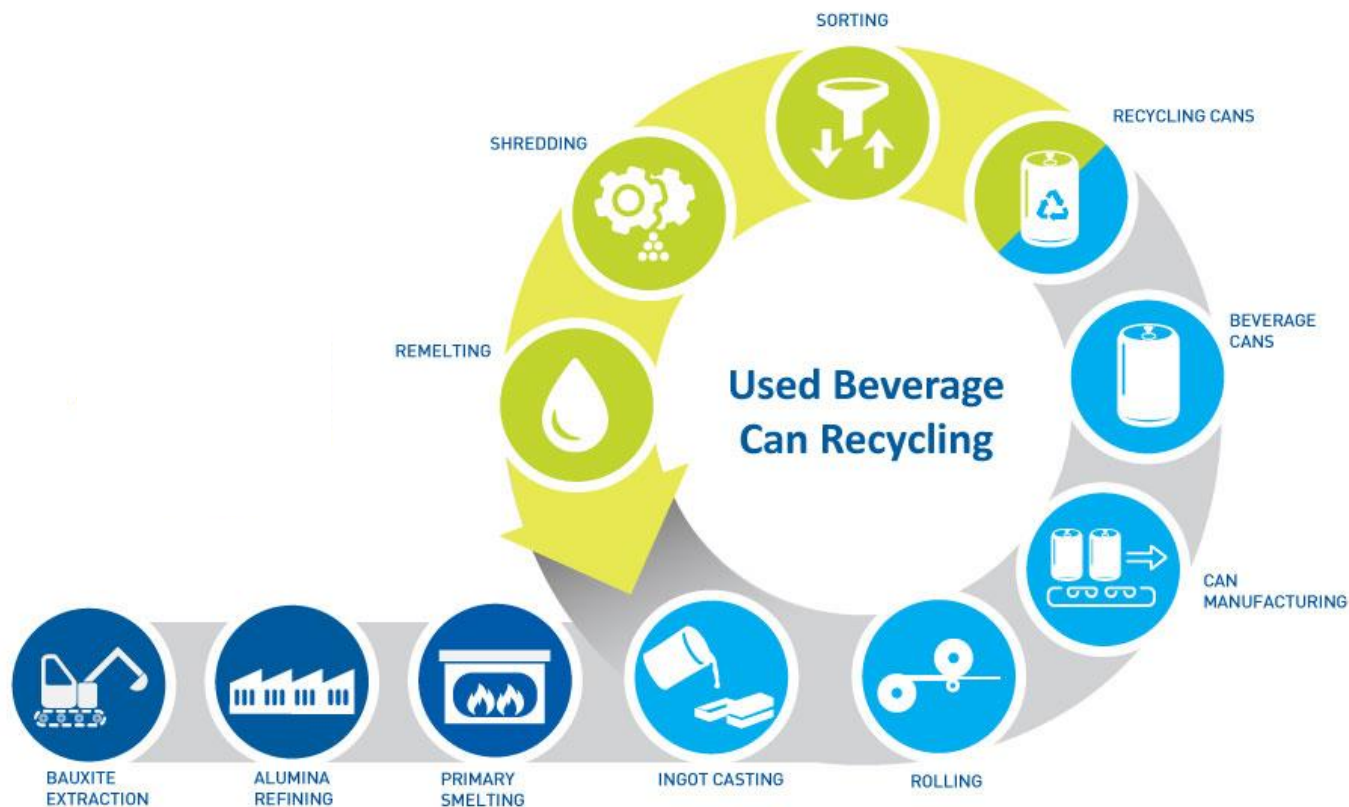 SORTING
RECYCLING CANS
SHREDDING
BEVERAGE
CANS
REMELTING
Used Beverage
Can Recycling
CAN
MANUFACTURING
BAUXITE
EXTRACTION
ALUMINA
REFINING
PRIMARY
SMELTING
INGOT CASTING
ROLLING